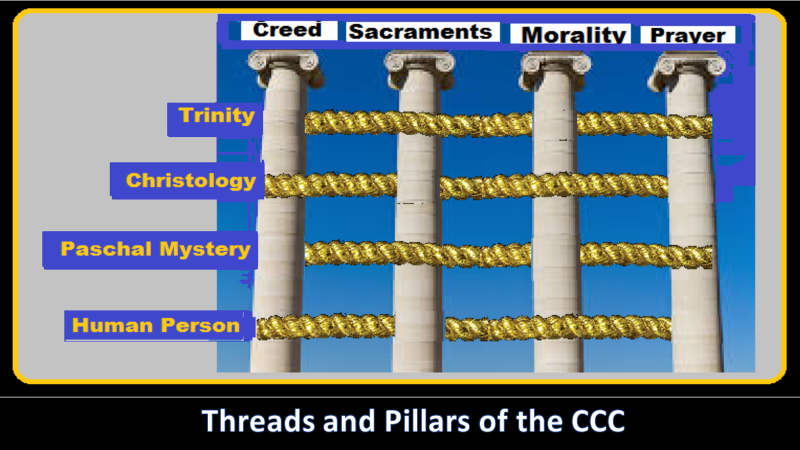 Creed Sacraments Morality Prayer
Trinity
Christology
Paschal Mystery
Human Person
Threads and Pillars of the CCC